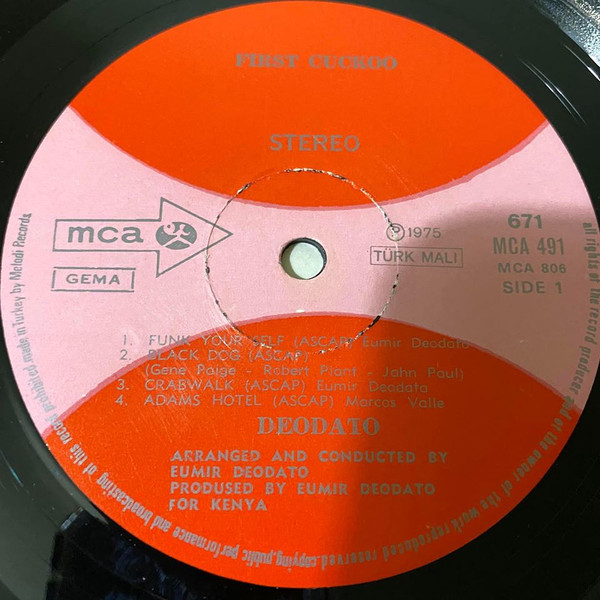 FIRST CUCKOO
STEREO
mca
GEMA
℗ 1975
TÜRK MALI
671
MCA 491
MCA 806
SIDE 1
1. FUNK YOUR SELF (ASCAP) Eumir Deodato
2. BLACK DOG (ASCAP)
(Gene Paige - Robert Plant - John Paul)
3. CRABWALK (ASCAP) Eumir Deodato
4. ADAMS HOTEL (ASCAP) Marcos Valle
DEODATO
ARRANGED AND CONDUCTED BY
EUMIR DEODATO
PRODUSED BY EUMIR DEODATO
FOR KENYA
all rights of the record producer and of the owner of the work reproduced reserved.copying,public performance and broadcasting of this record prohibited.made in Turkey by Melodi Records